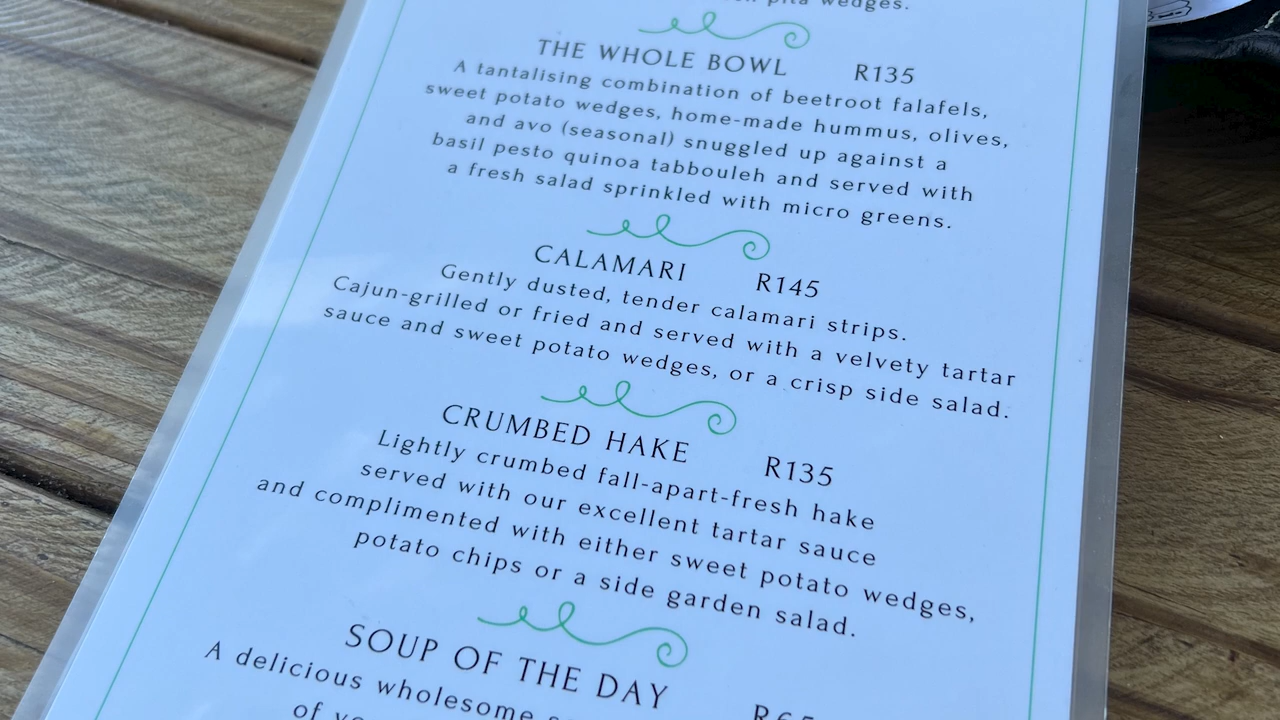 pita wedges.
THE WHOLE BOWL R135
A tantalising combination of beetroot falafels,
sweet potato wedges, home-made hummus, olives,
and avo (seasonal) snuggled up against a
basil pesto quinoa tabbouleh and served with
a fresh salad sprinkled with micro greens.
CALAMARI R145
Gently dusted, tender calamari strips.
Cajun-grilled or fried and served with a velvety tartar
sauce and sweet potato wedges, or a crisp side salad.
CRUMBED HAKE R135
Lightly crumbed fall-apart-fresh hake
served with our excellent tartar sauce
and complimented with either sweet potato wedges,
potato chips or a side garden salad.
SOUP OF THE DAY R65
A delicious wholesome
of